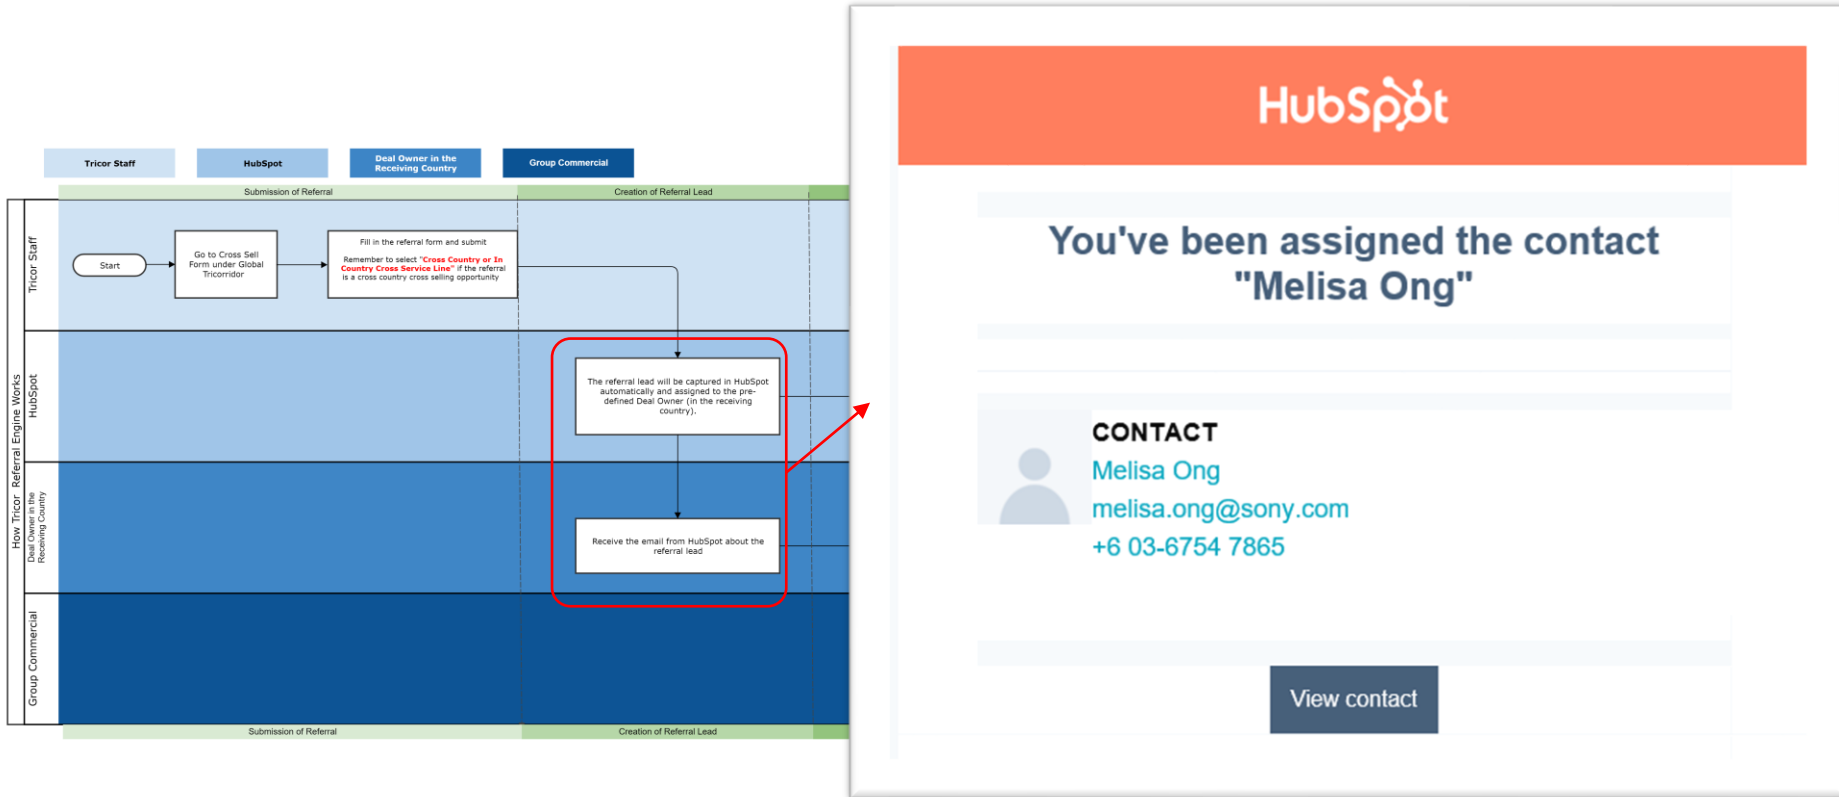 Tricor Staff
HubSpot
Deal Owner in the
Receiving Country
Group Commercial
Submission of Referral
Creation of Referral Lead
How Tricor Referral Engine Works
Tricor Staff
Start
Go to Cross Sell
Form under Global
Tricorridor
Fill in the referral form and submit
Remember to select "Cross Country or In
Country Cross Service Line" if the referral
is a cross country cross selling opportunity
HubSpot
The referral lead will be captured in HubSpot
automatically and assigned to the pre-
defined Deal Owner (in the receiving
country).
Deal Owner in the
Receiving Country
Receive the email from HubSpot about the
referral lead
Group Commercial
Submission of Referral
Creation of Referral Lead
HubSpot
You've been assigned the contact
"Melisa Ong"
CONTACT
Melisa Ong
melisa.ong@sony.com
+6 03-6754 7865
View contact